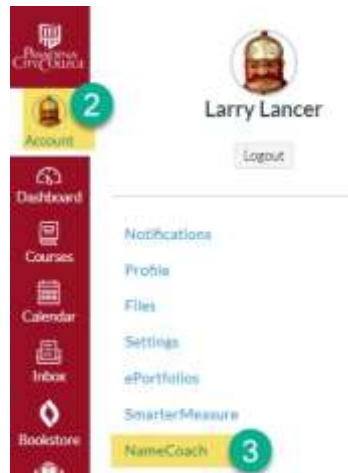 PASADENA
CITY COLLEGE
2
Account
Dashboard
Courses
Calendar
Inbox
Bookstore
Larry Lancer
Logout
Notifications
Profile
Files
Settings
ePortfolios
SmarterMeasure
NameCoach
3